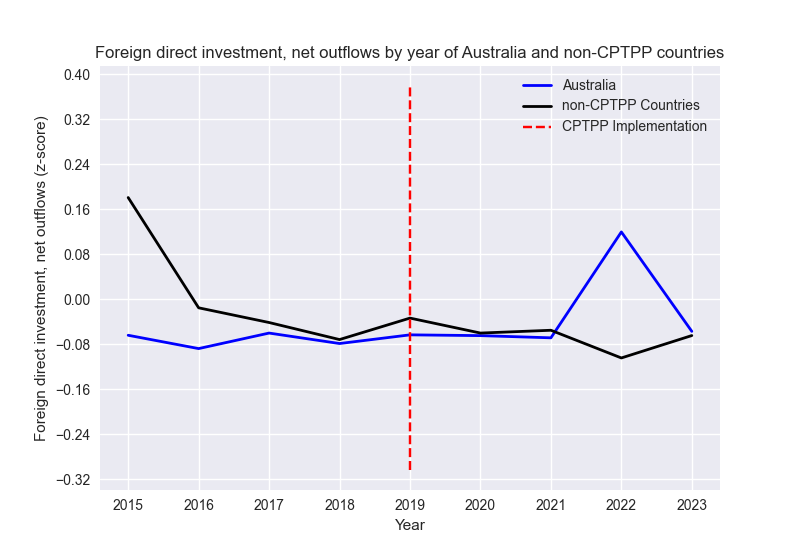 Foreign direct investment, net outflows by year of Australia and non-CPTPP countries
Australia
non-CPTPP Countries
CPTPP Implementation
Foreign direct investment, net outflows (z-score)
0.40
0.32
0.24
0.16
0.08
0.00
−0.08
−0.16
−0.24
−0.32
2015 2016 2017 2018 2019 2020 2021 2022 2023
Year